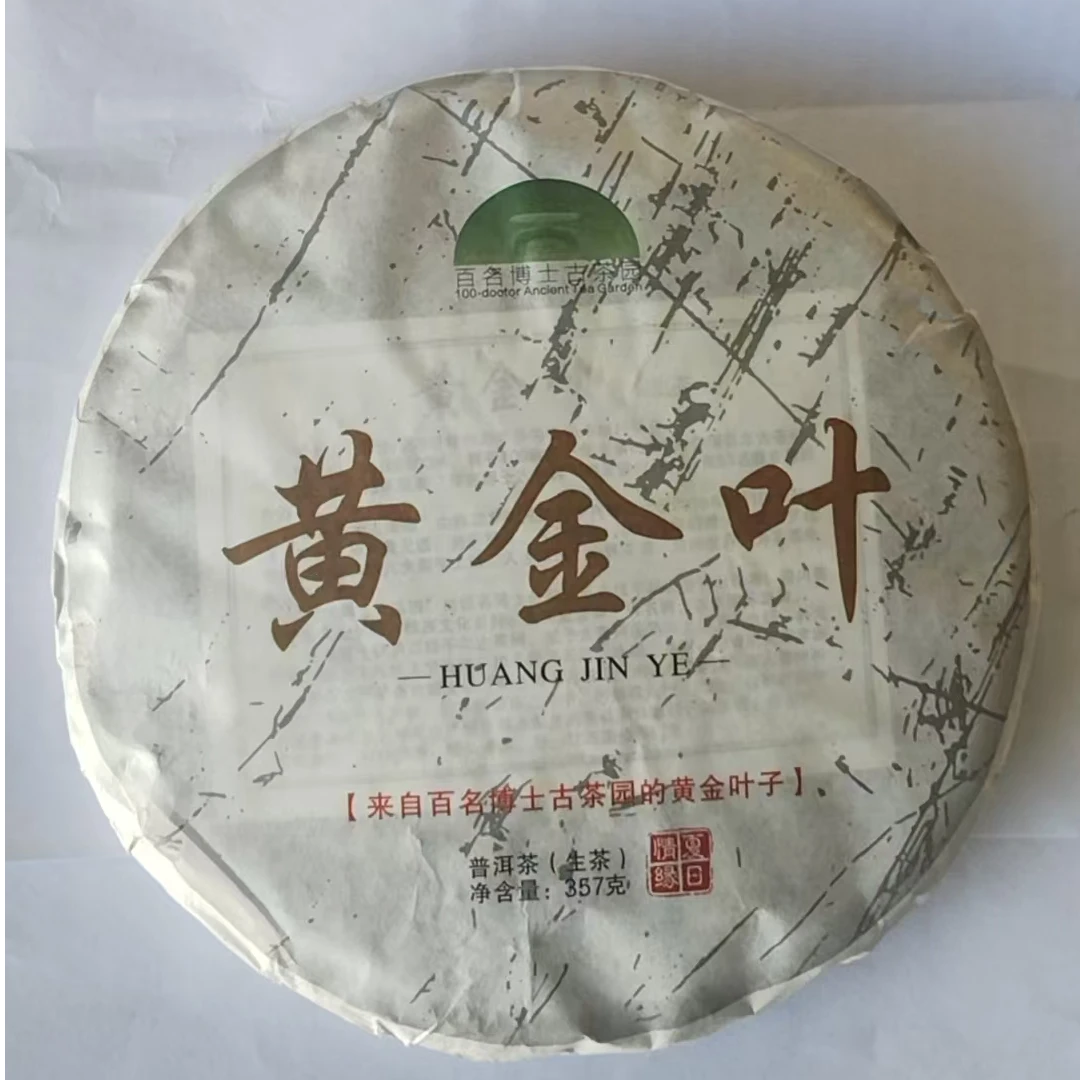 百名博士古茶园
100-doctor Ancient Tea Garden
黄金叶
—HUANG JIN YE—
【来自百名博士古茶园的黄金叶子】
普洱茶(生茶)
净含量：357克
夏日情缘